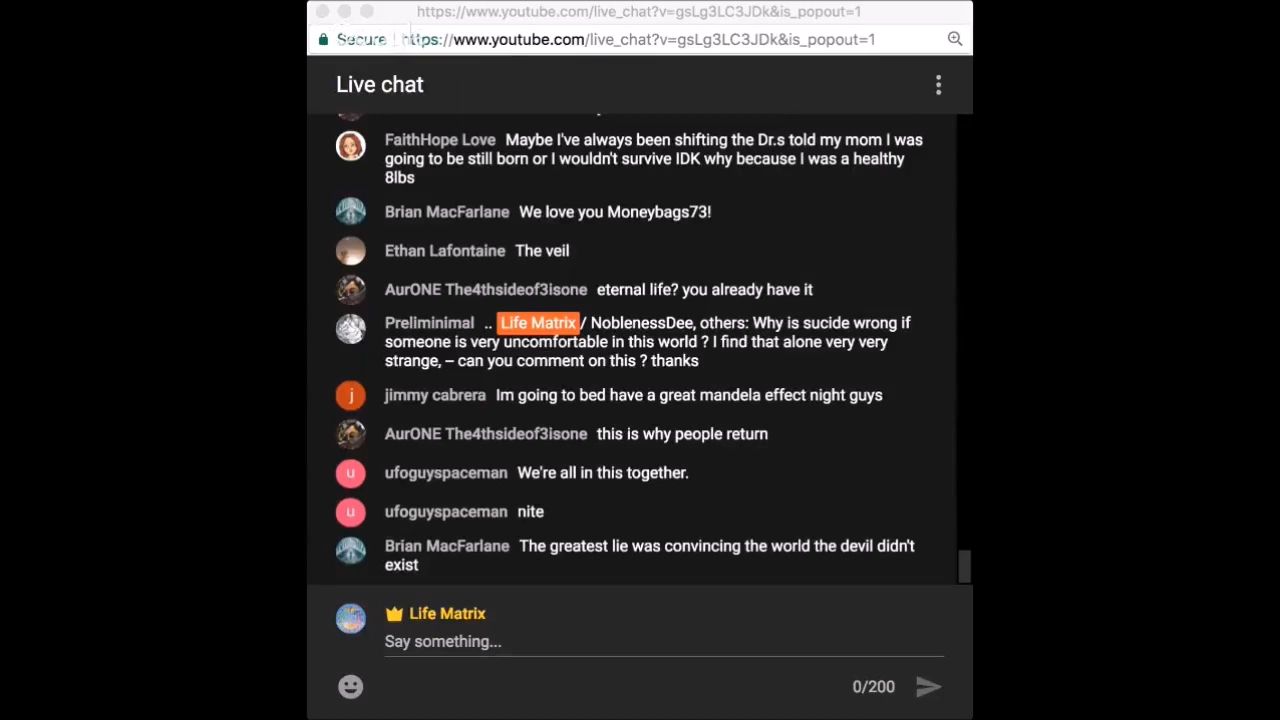 https://www.youtube.com/live_chat?v=gsLg3LC3JDk&is_popout=1
Secure https://www.youtube.com/live_chat?v=gsLg3LC3JDk&is_popout=1
Live chat
FaithHope Love Maybe I've always been shifting the Dr.s told my mom I was
going to be still born or I wouldn't survive IDK why because I was a healthy
8lbs
Brian MacFarlane We love you Moneybags73!
Ethan Lafontaine The veil
AurONE The4thsideof3isone eternal life? you already have it
Preliminimal .. Life Matrix / NoblenessDee, others: Why is sucide wrong if
someone is very uncomfortable in this world ? I find that alone very very
strange, – can you comment on this ? thanks
j jimmy cabrera Im going to bed have a great mandela effect night guys
AurONE The4thsideof3isone this is why people return
u ufoguyspaceman We're all in this together.
u ufoguyspaceman nite
Brian MacFarlane The greatest lie was convincing the world the devil didn't
exist
Life Matrix
Say something...
0/200